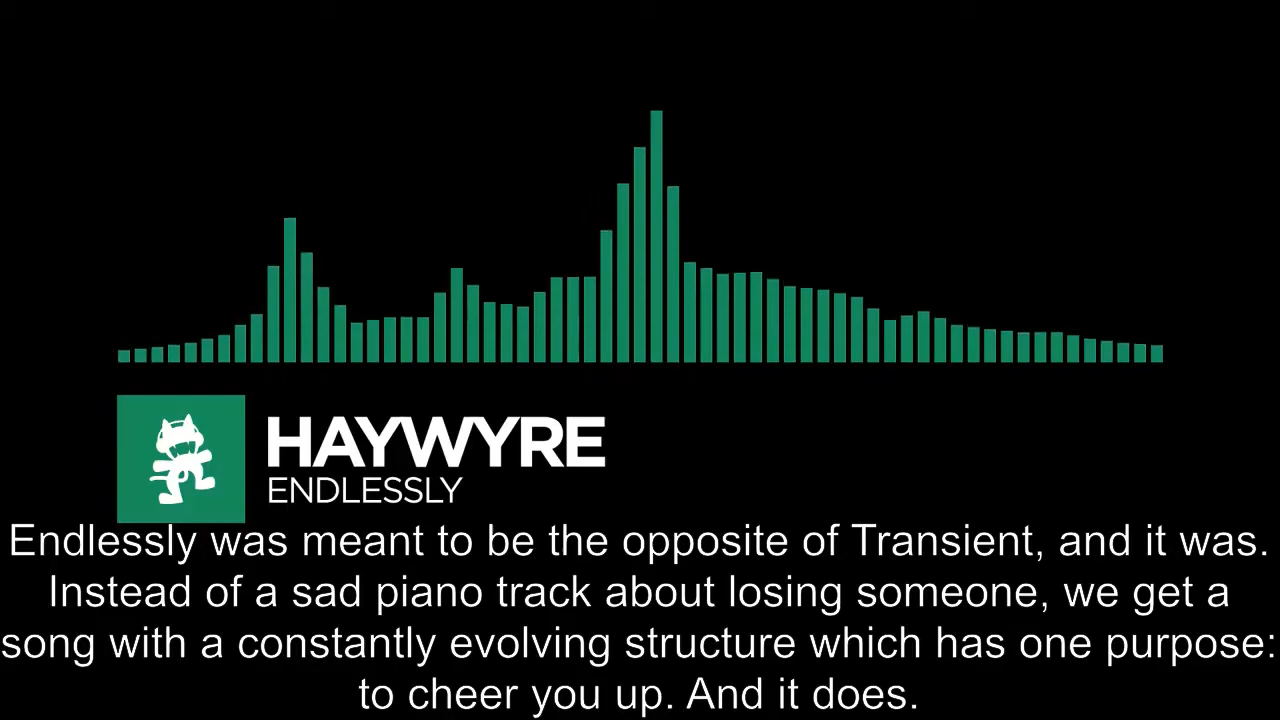 HAYWYRE
ENDLESSLY
Endlessly was meant to be the opposite of Transient, and it was.
Instead of a sad piano track about losing someone, we get a
song with a constantly evolving structure which has one purpose:
to cheer you up. And it does.